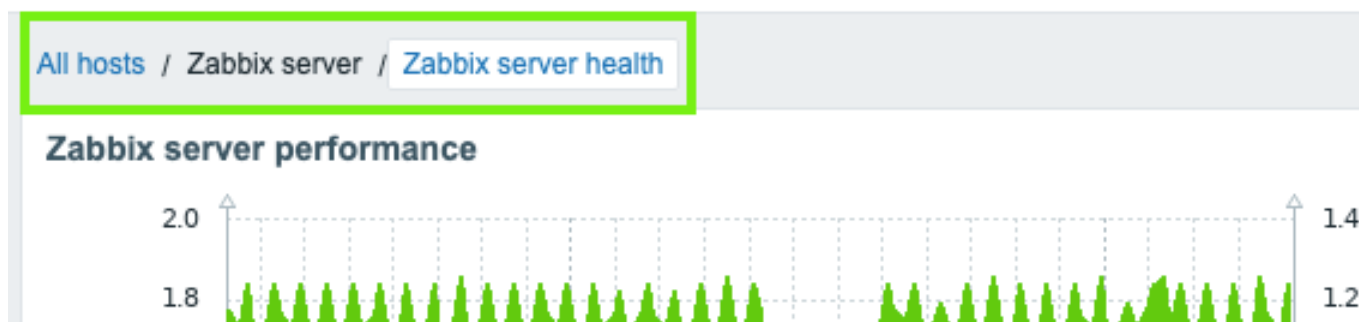 All hosts / Zabbix server / Zabbix server health
Zabbix server performance
2.0 1.4
1.8 1.2